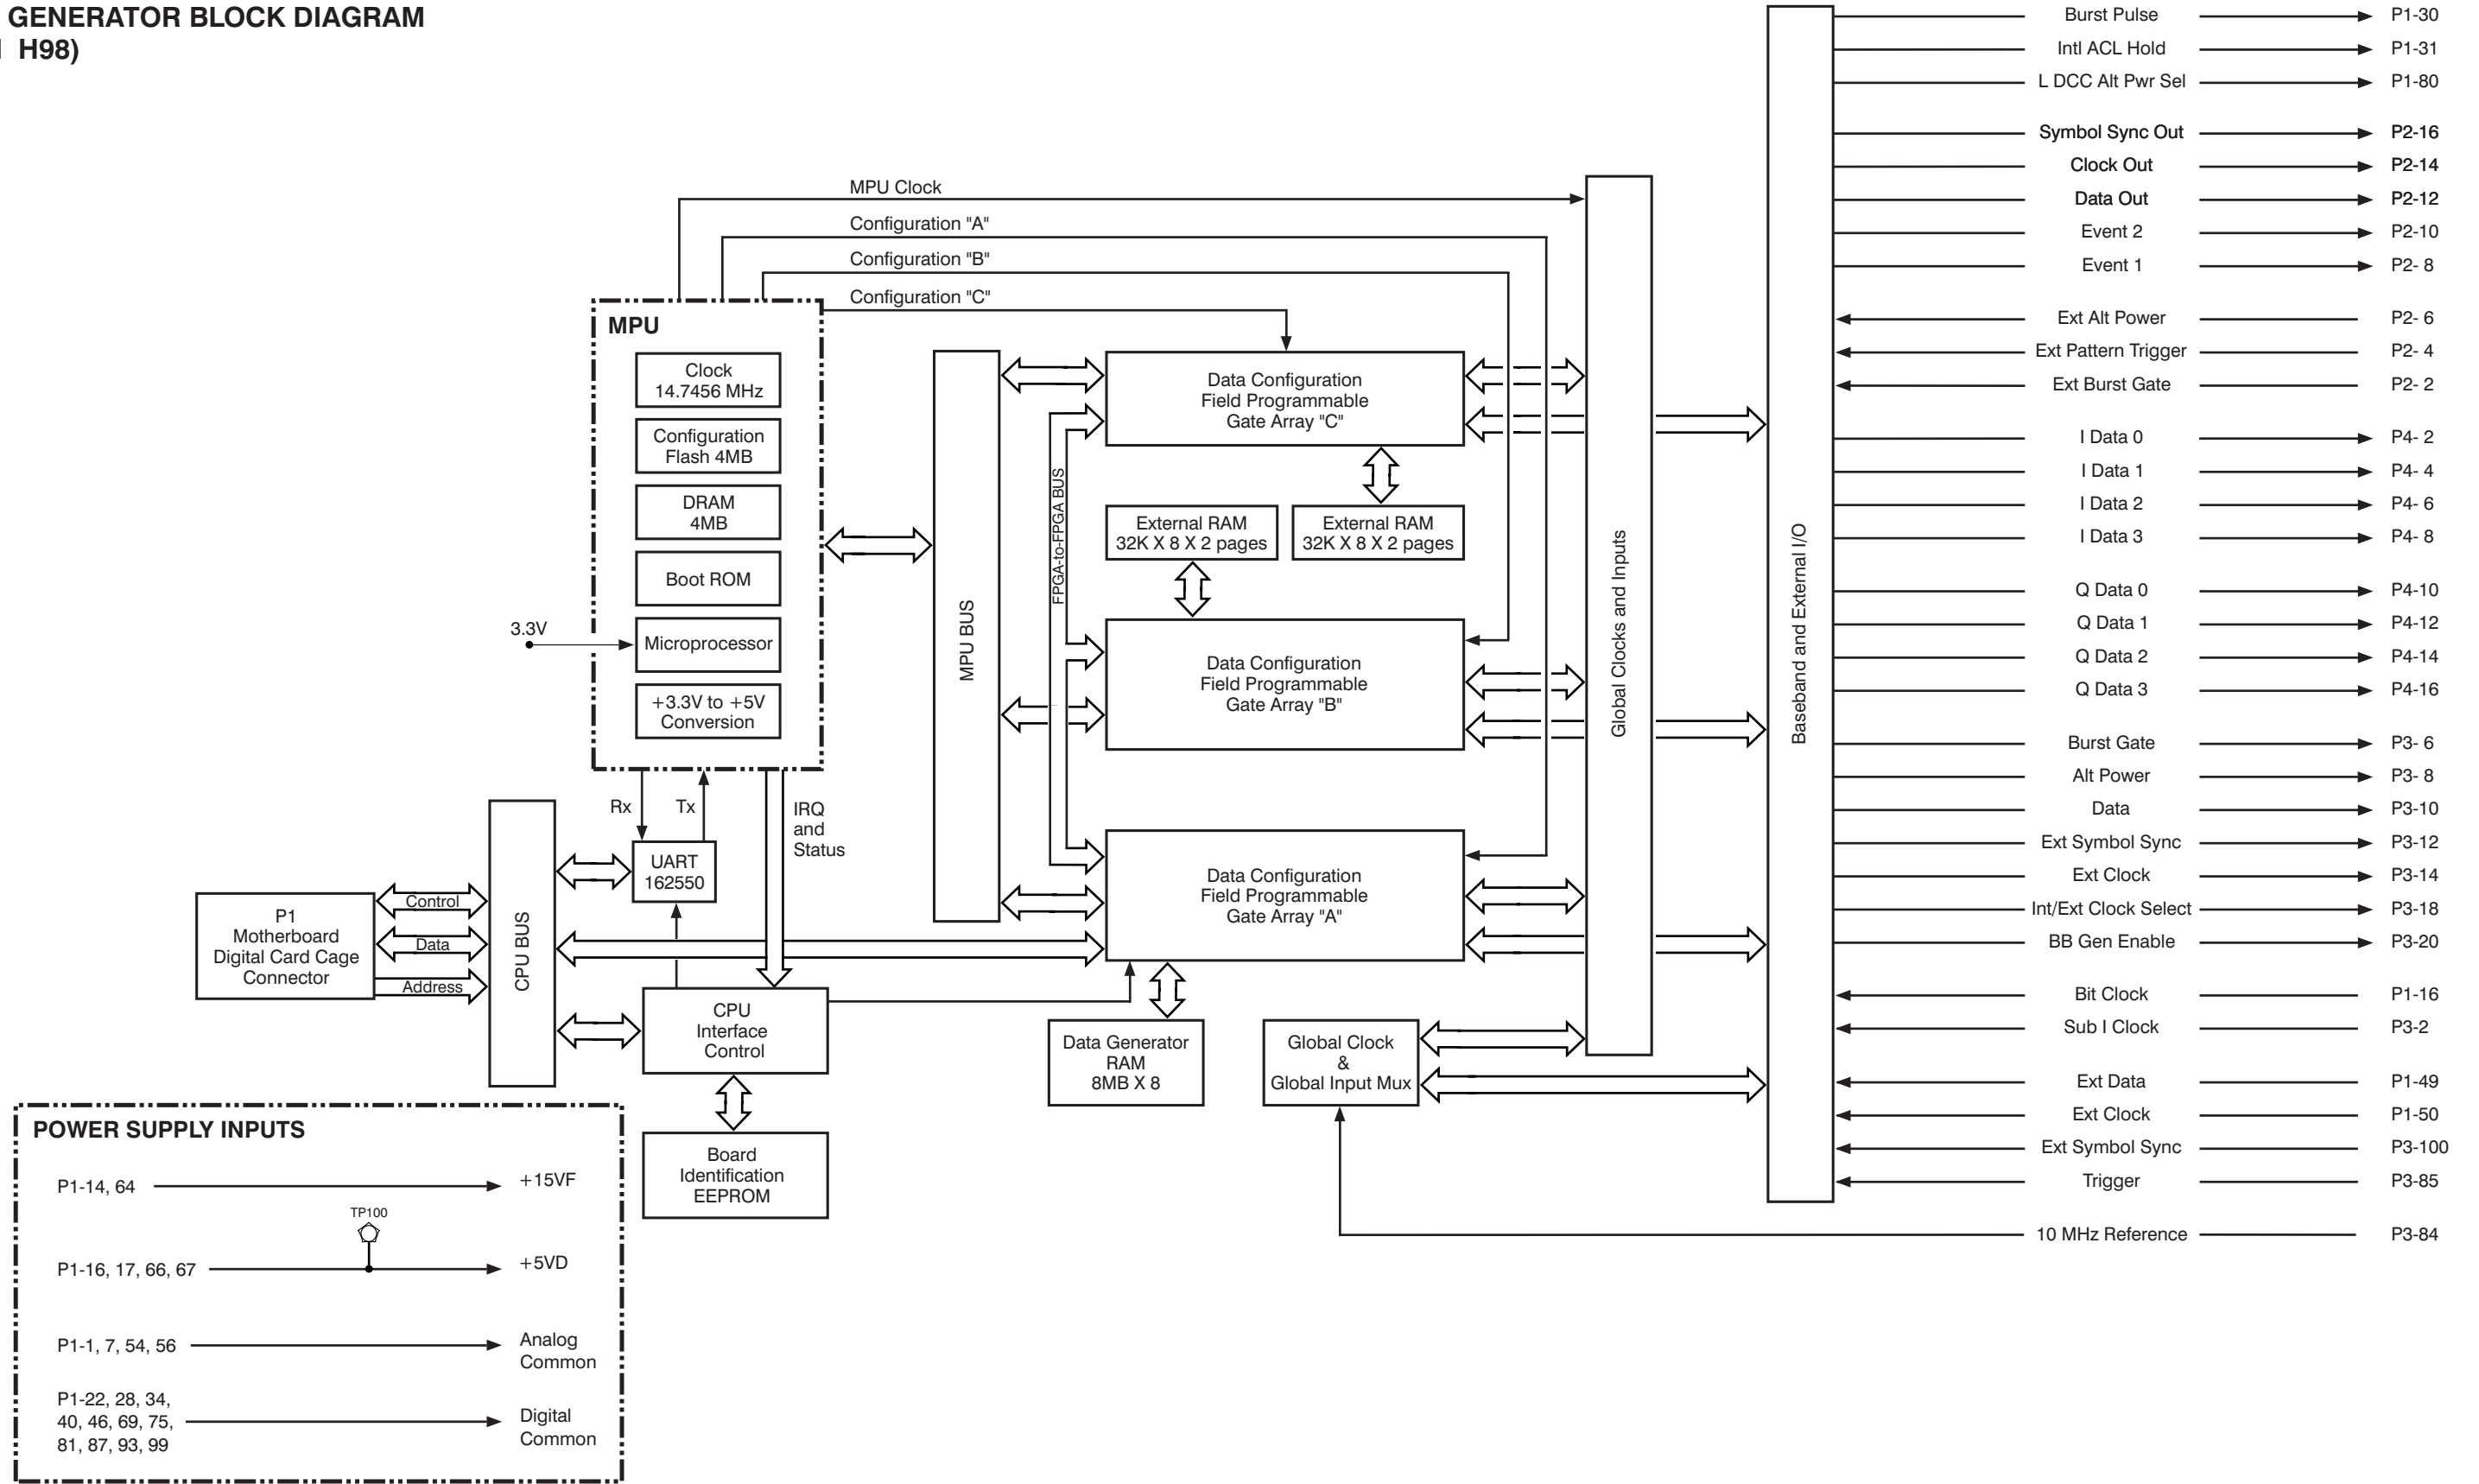 GENERATOR BLOCK DIAGRAM
H98)
MPU Clock
Configuration "A"
Configuration "B"
Configuration "C"
MPU
Clock
14.7456 MHz
Configuration
Flash 4MB
DRAM
4MB
Boot ROM
3.3V
Microprocessor
+3.3V to +5V
Conversion
Rx
Tx
IRQ
and
Status
UART
162550
P1
Motherboard
Digital Card Cage
Connector
Control
Data
Address
CPU BUS
CPU
Interface
Control
Board
Identification
EEPROM
MPU BUS
FPGA-to-FPGA BUS
Data Configuration
Field Programmable
Gate Array "C"
External RAM
32K X 8 X 2 pages
External RAM
32K X 8 X 2 pages
Data Configuration
Field Programmable
Gate Array "B"
Data Configuration
Field Programmable
Gate Array "A"
Data Generator
RAM
8MB X 8
Global Clock
&
Global Input Mux
Global Clocks and Inputs
Baseband and External I/O
Burst Pulse P1-30
Intl ACL Hold P1-31
L DCC Alt Pwr Sel P1-80
Symbol Sync Out P2-16
Clock Out P2-14
Data Out P2-12
Event 2 P2-10
Event 1 P2- 8
Ext Alt Power P2- 6
Ext Pattern Trigger P2- 4
Ext Burst Gate P2- 2
I Data 0 P4- 2
I Data 1 P4- 4
I Data 2 P4- 6
I Data 3 P4- 8
Q Data 0 P4-10
Q Data 1 P4-12
Q Data 2 P4-14
Q Data 3 P4-16
Burst Gate P3- 6
Alt Power P3- 8
Data P3-10
Ext Symbol Sync P3-12
Ext Clock P3-14
Int/Ext Clock Select P3-18
BB Gen Enable P3-20
Bit Clock P1-16
Sub I Clock P3-2
Ext Data P1-49
Ext Clock P1-50
Ext Symbol Sync P3-100
Trigger P3-85
10 MHz Reference P3-84
POWER SUPPLY INPUTS
P1-14, 64 +15VF
TP100
P1-16, 17, 66, 67 +5VD
P1-1, 7, 54, 56 Analog
Common
P1-22, 28, 34,
40, 46, 69, 75, Digital
81, 87, 93, 99 Common